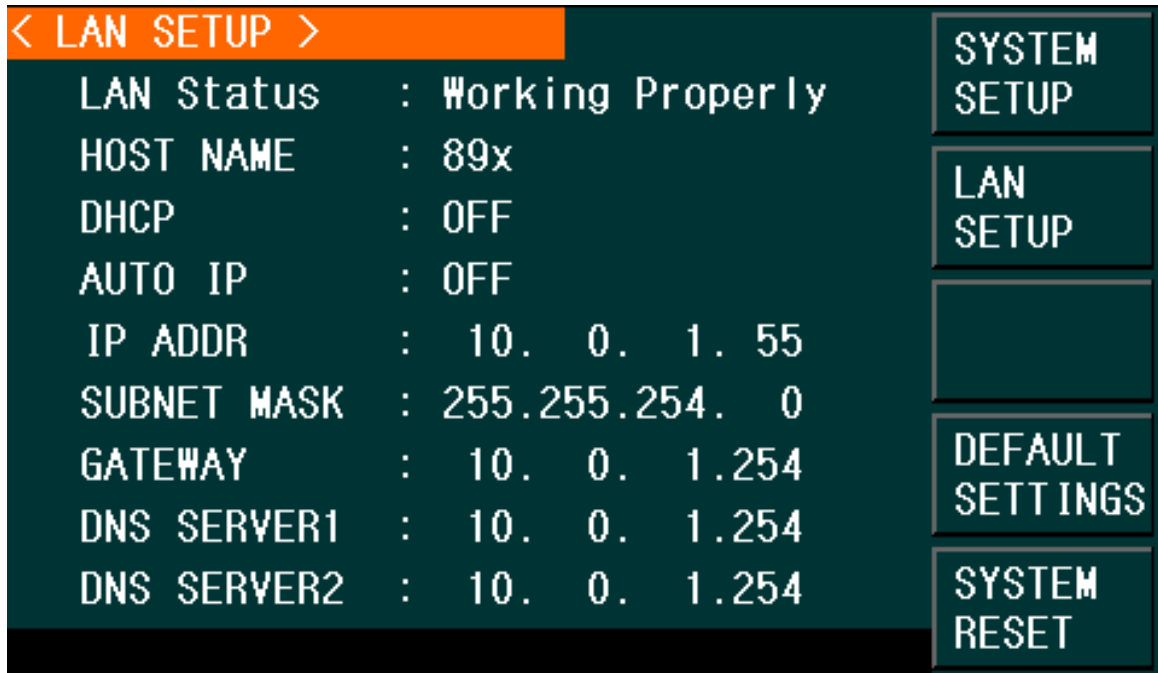 < LAN SETUP >
LAN Status : Working Properly
HOST NAME : 89x
DHCP : OFF
AUTO IP : OFF
IP ADDR : 10. 0. 1. 55
SUBNET MASK : 255.255.254. 0
GATEWAY : 10. 0. 1.254
DNS SERVER1 : 10. 0. 1.254
DNS SERVER2 : 10. 0. 1.254
SYSTEM
SETUP
LAN
SETUP
DEFAULT
SETTINGS
SYSTEM
RESET